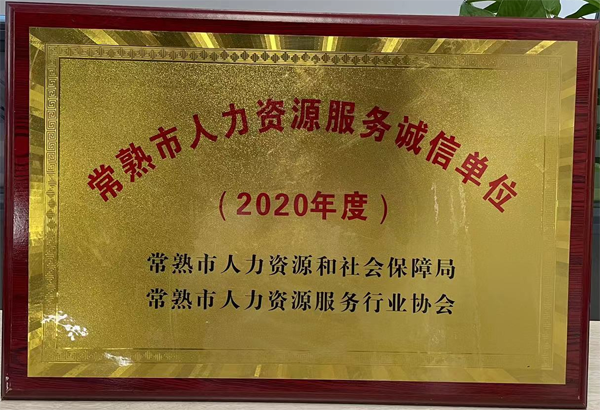 常熟市人力资源服务诚信单位
（2020年度）
常熟市人力资源和社会保障局
常熟市人力资源服务行业协会